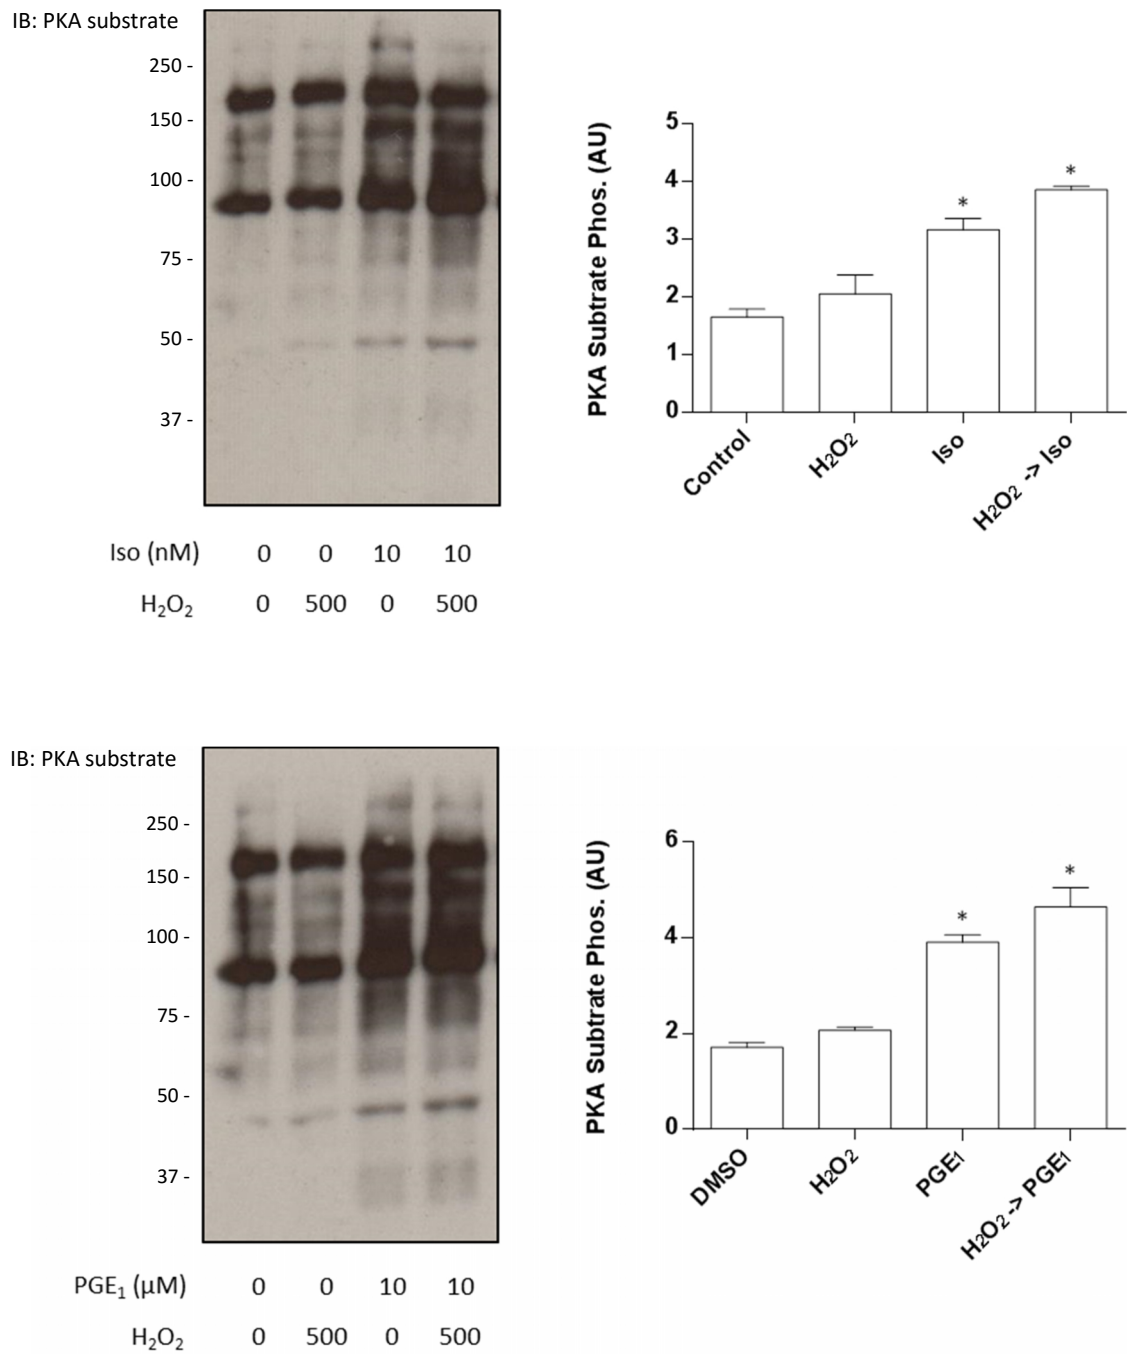 IB: PKA substrate
250 -
150 -
100 -
75 -
50 -
37 -
Iso (nM) 0 0 10 10
H₂O₂ 0 500 0 500
PKA Subtrate Phos. (AU)
5
4
3
2
1
0
* *
Control H₂O₂ Iso H₂O₂ -> Iso
IB: PKA substrate
250 -
150 -
100 -
75 -
50 -
37 -
PGE₁ (µM) 0 0 10 10
H₂O₂ 0 500 0 500
PKA Subtrate Phos. (AU)
6
4
2
0
* *
DMSO H₂O₂ PGE₁ H₂O₂ -> PGE₁